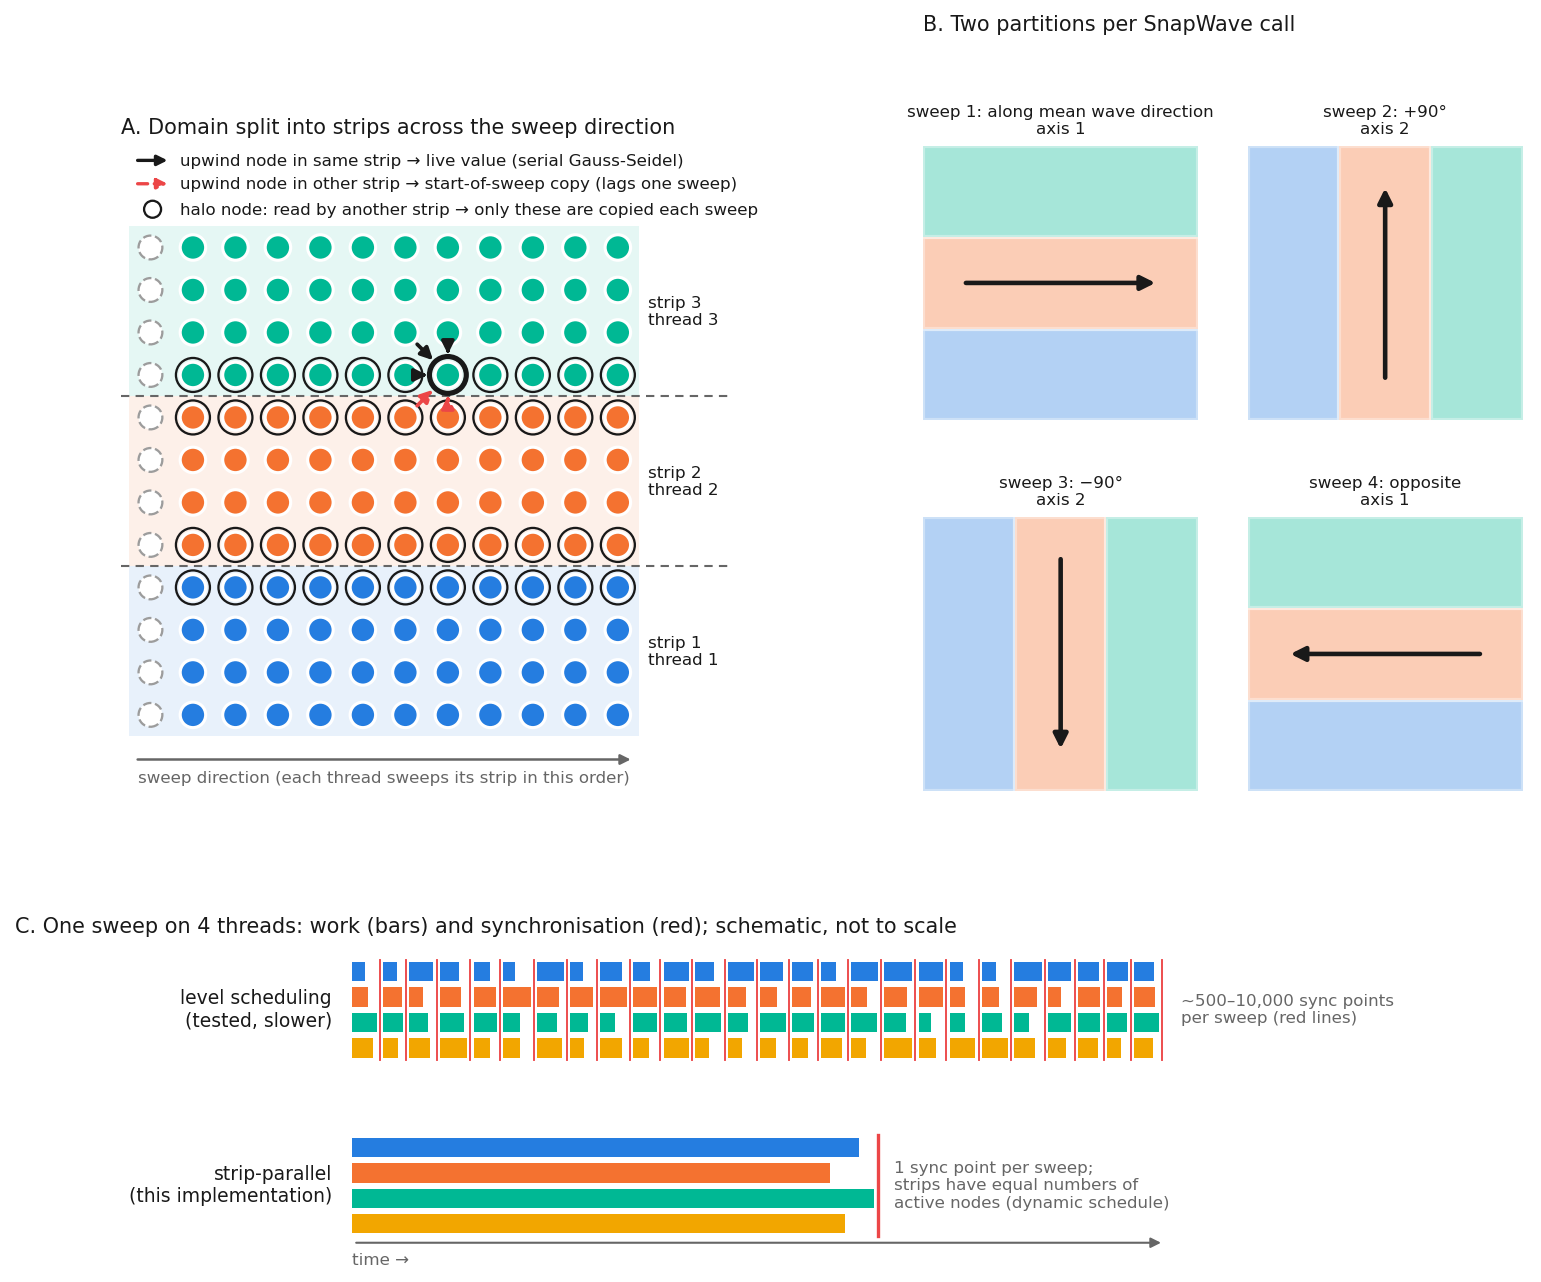 B. Two partitions per SnapWave call
A. Domain split into strips across the sweep direction
upwind node in same strip → live value (serial Gauss-Seidel)
upwind node in other strip → start-of-sweep copy (lags one sweep)
halo node: read by another strip → only these are copied each sweep
strip 3
thread 3
strip 2
thread 2
strip 1
thread 1
sweep direction (each thread sweeps its strip in this order)
sweep 1: along mean wave direction
axis 1
sweep 2: +90°
axis 2
sweep 3: −90°
axis 2
sweep 4: opposite
axis 1
C. One sweep on 4 threads: work (bars) and synchronisation (red); schematic, not to scale
level scheduling
(tested, slower)
~500–10,000 sync points
per sweep (red lines)
strip-parallel
(this implementation)
1 sync point per sweep;
strips have equal numbers of
active nodes (dynamic schedule)
time →